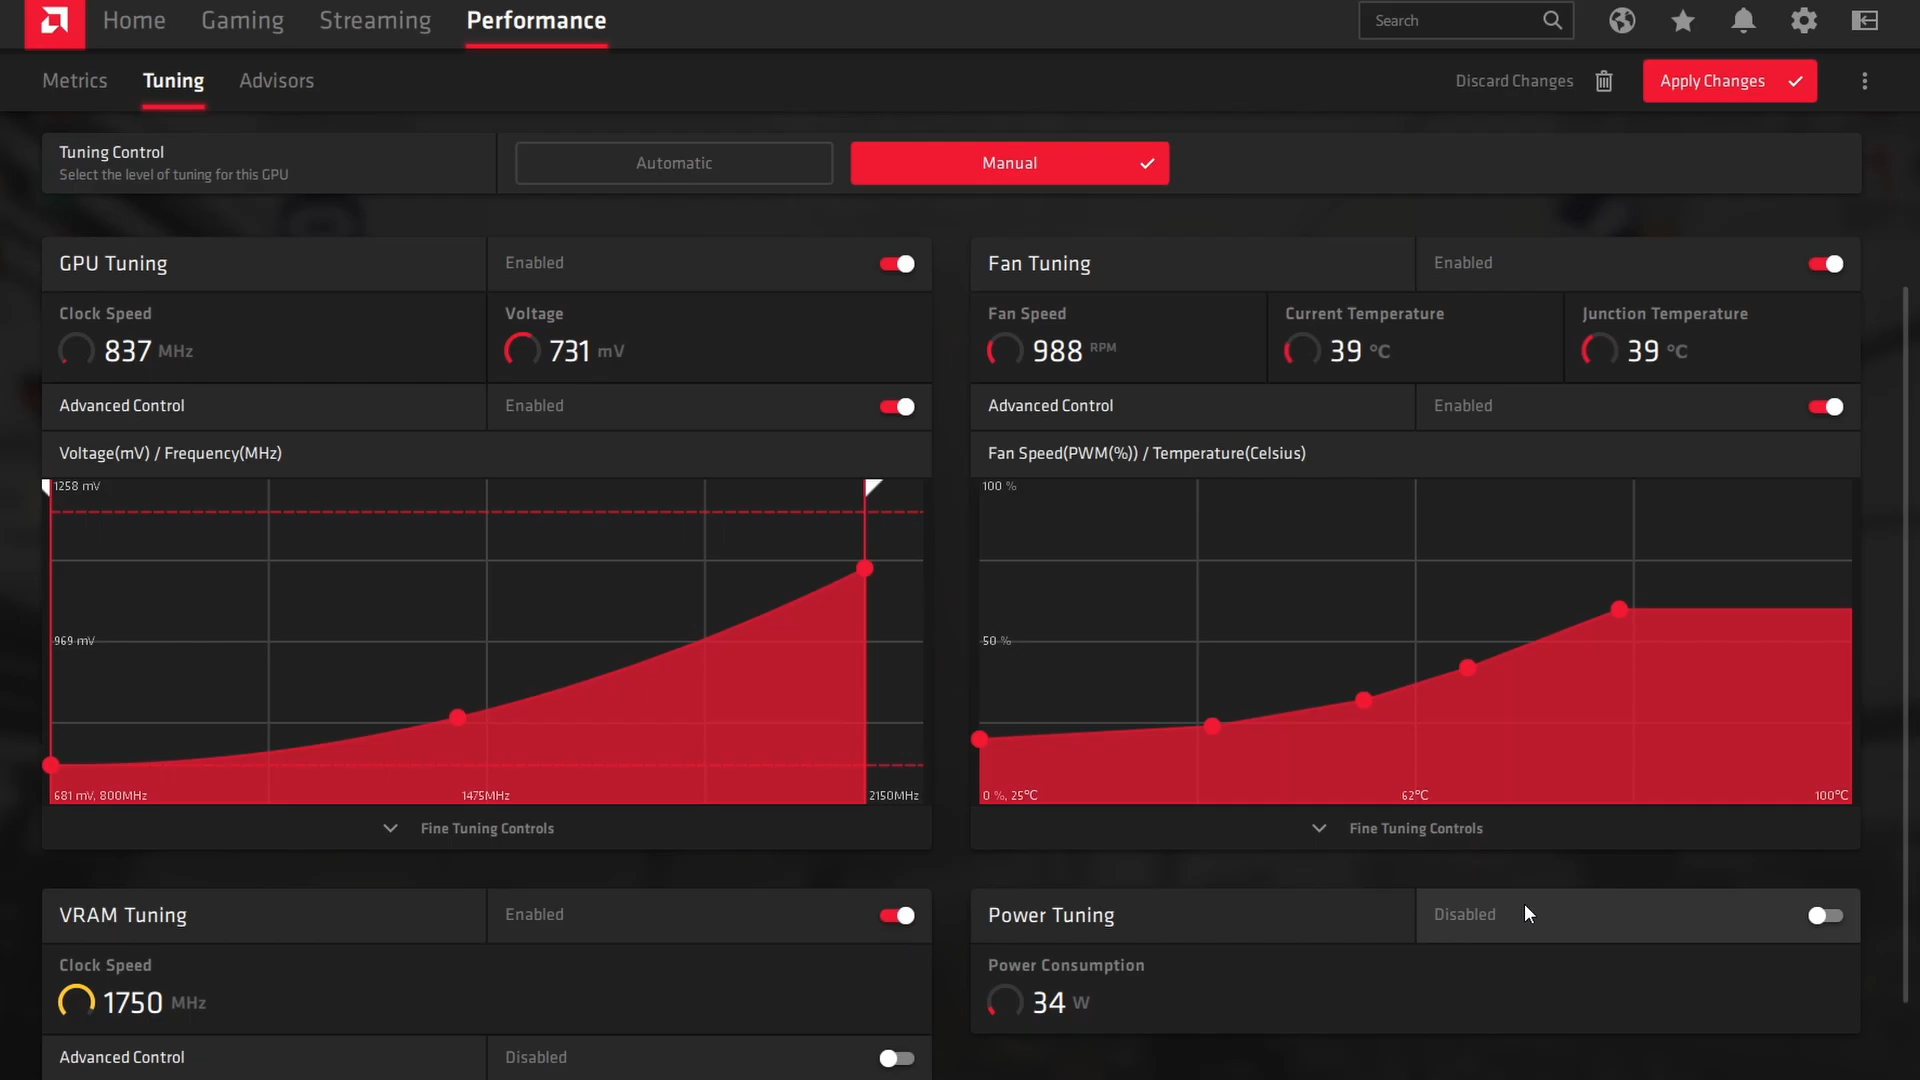 Home Gaming Streaming Performance Search
Metrics Tuning Advisors Discard Changes Apply Changes
Tuning Control
Select the level of tuning for this GPU
Automatic Manual
GPU Tuning Enabled
Clock Speed Voltage
837 MHz 731 mV
Advanced Control Enabled
Voltage(mV) / Frequency(MHz)
1258 mV
969 mV
681 mV, 800MHz 1475MHz 2150MHz
Fine Tuning Controls
Fan Tuning Enabled
Fan Speed Current Temperature Junction Temperature
988 RPM 39 °C 39 °C
Advanced Control Enabled
Fan Speed(PWM(%)) / Temperature(Celsius)
100 %
50 %
0 %, 25°C 62°C 100°C
Fine Tuning Controls
VRAM Tuning Enabled
Clock Speed
1750 MHz
Advanced Control Disabled
Power Tuning Disabled
Power Consumption
34 W